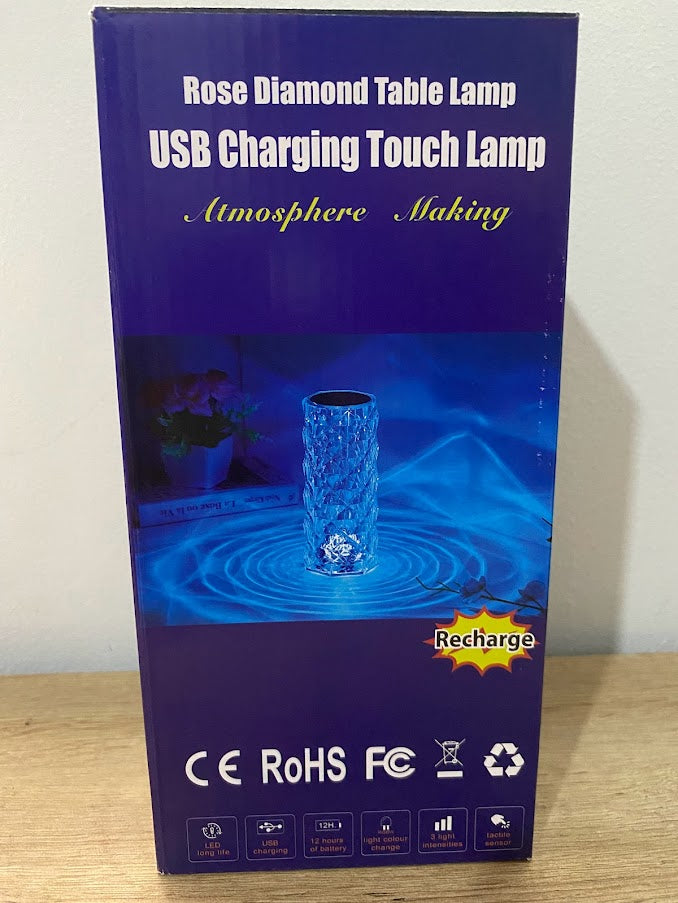 Rose Diamond Table Lamp
USB Charging Touch Lamp
Atmosphere Making
Recharge
CE RoHS FC
12H
LED
long life
USB
charging
12 hours
of battery
light colour
change
3 light
intensities
tactile
sensor